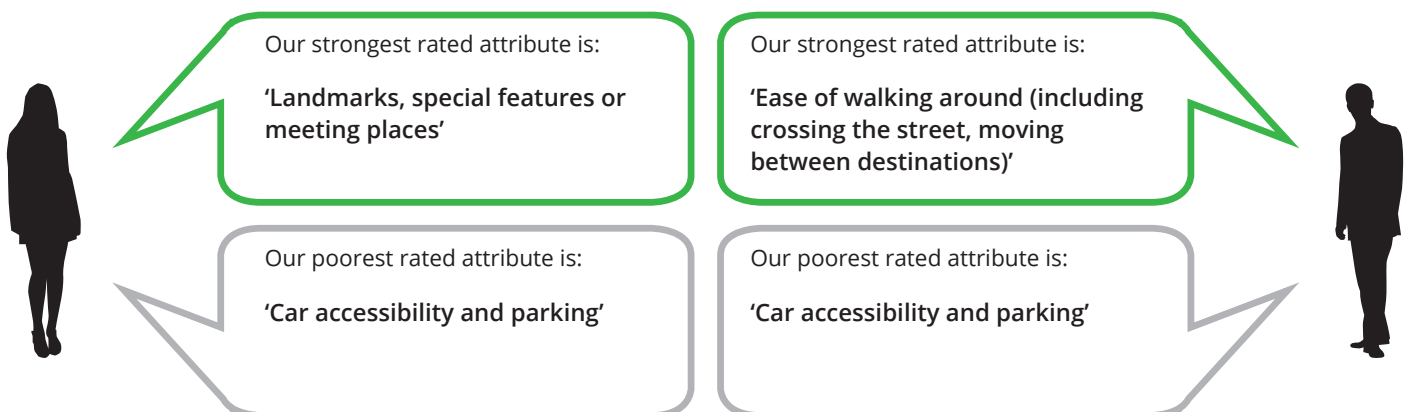 Our strongest rated attribute is:
‘Landmarks, special features or
meeting places’
Our strongest rated attribute is:
‘Ease of walking around (including
crossing the street, moving
between destinations)’
Our poorest rated attribute is:
‘Car accessibility and parking’
Our poorest rated attribute is:
‘Car accessibility and parking’